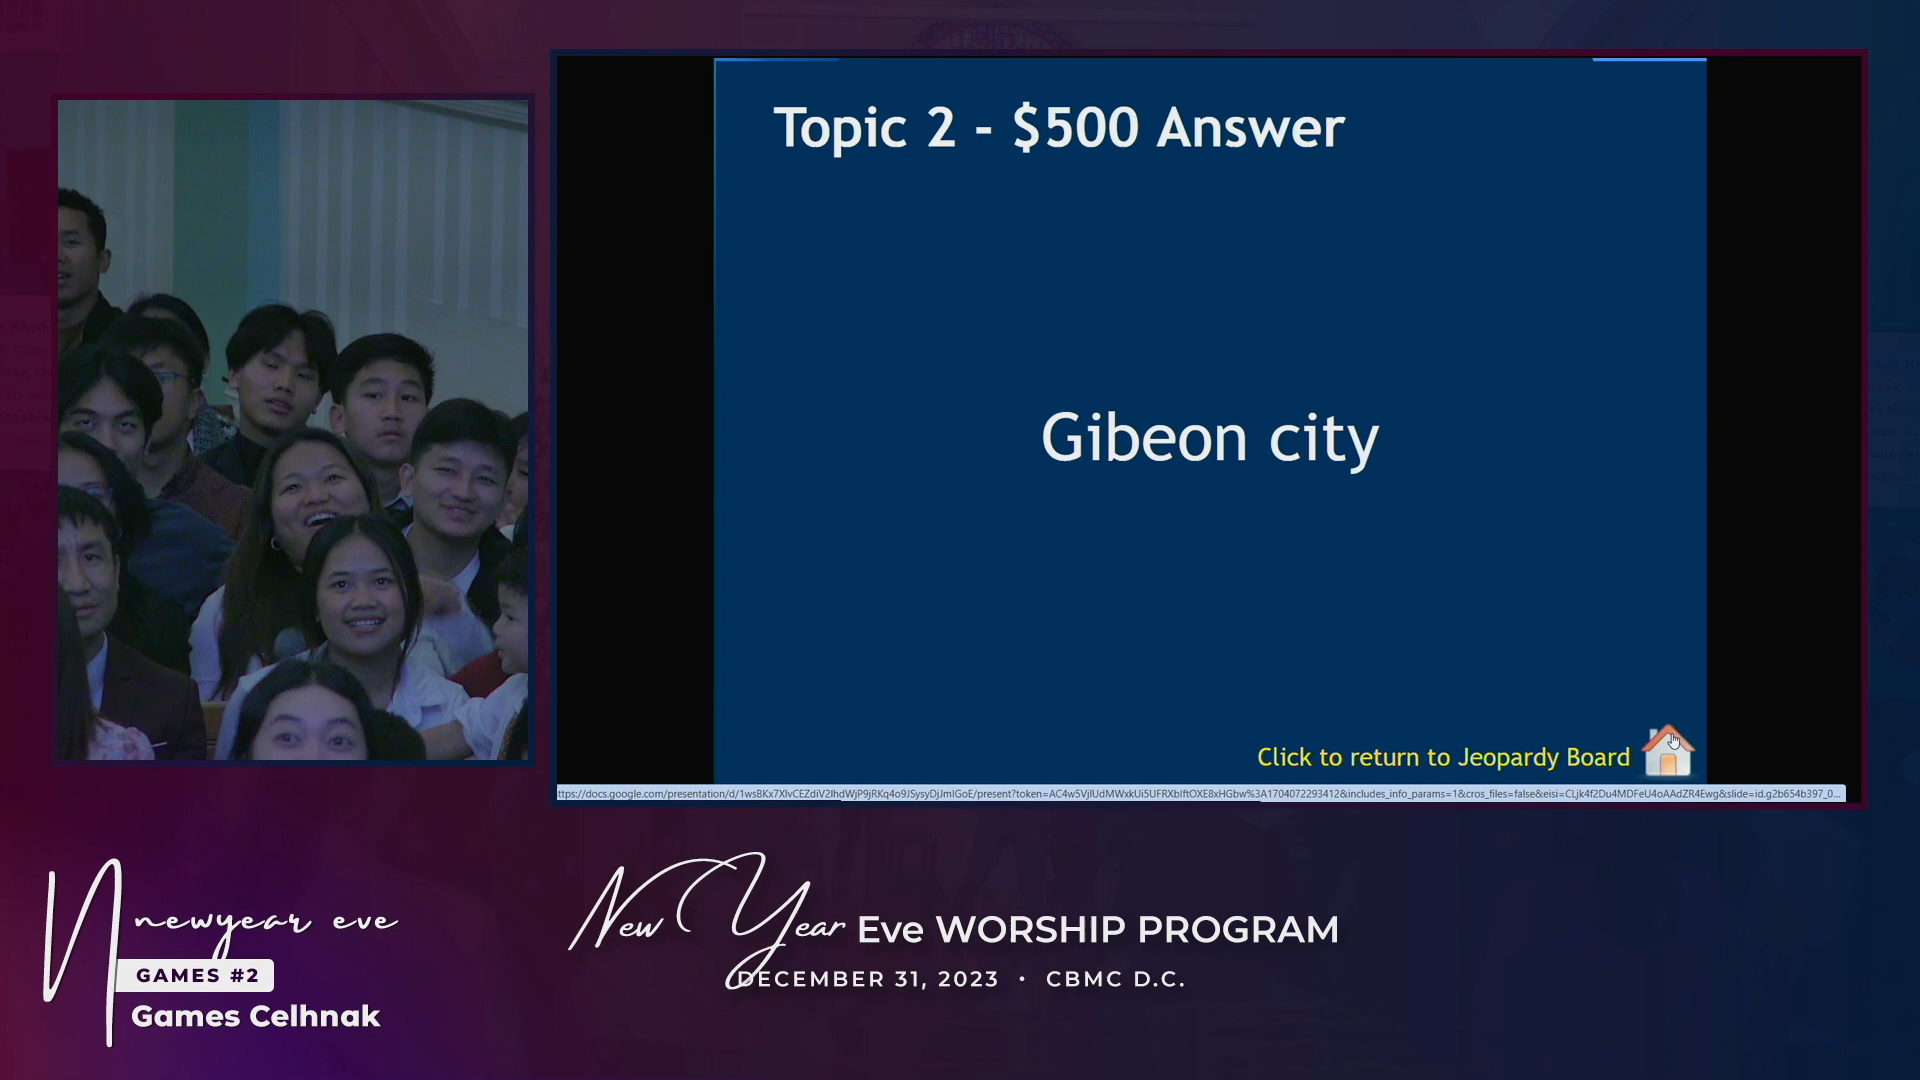 Topic 2 - $500 Answer
Gibeon city
Click to return to Jeopardy Board
newyear eve
GAMES #2
Games Celhnak
New Year Eve WORSHIP PROGRAM
DECEMBER 31, 2023 • CBMC D.C.